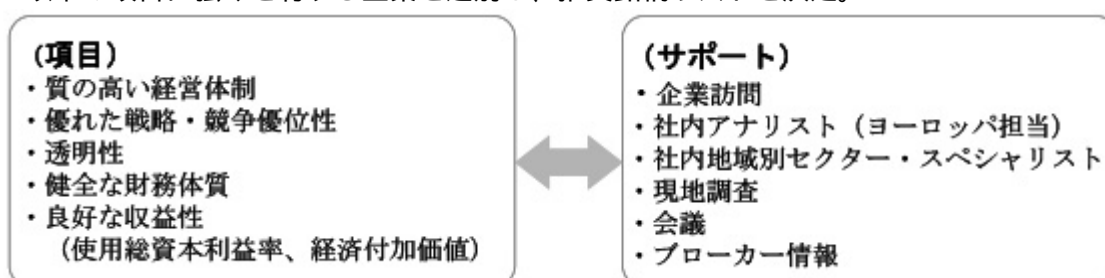 (項目)
・質の高い経営体制
・優れた戦略・競争優位性
・透明性
・健全な財務体質
・良好な収益性
(使用総資本利益率、経済付加価値)
(サポート)
・企業訪問
・社内アナリスト(ヨーロッパ担当)
・社内地域別セクター・スペシャリスト
・現地調査
・会議
・ブローカー情報